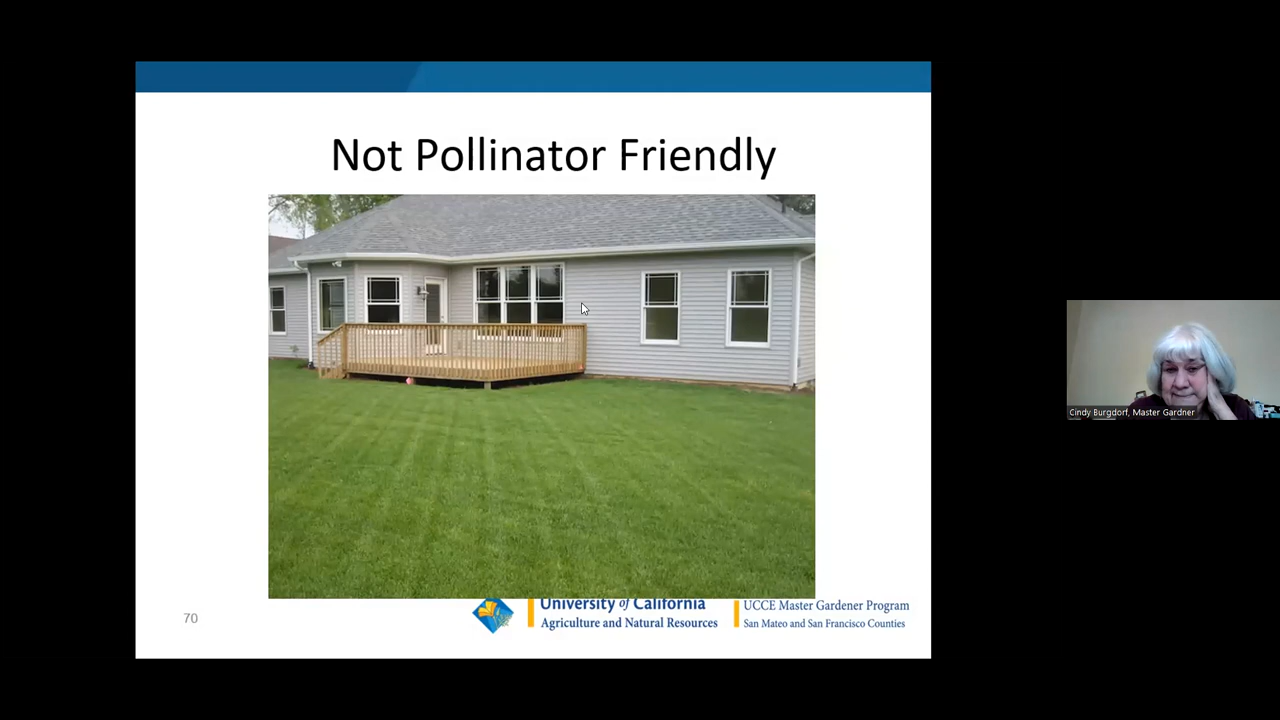 Not Pollinator Friendly
Cindy Burgdorf, Master Gardner
70
University of California
Agriculture and Natural Resources
UCCE Master Gardener Program
San Mateo and San Francisco Counties